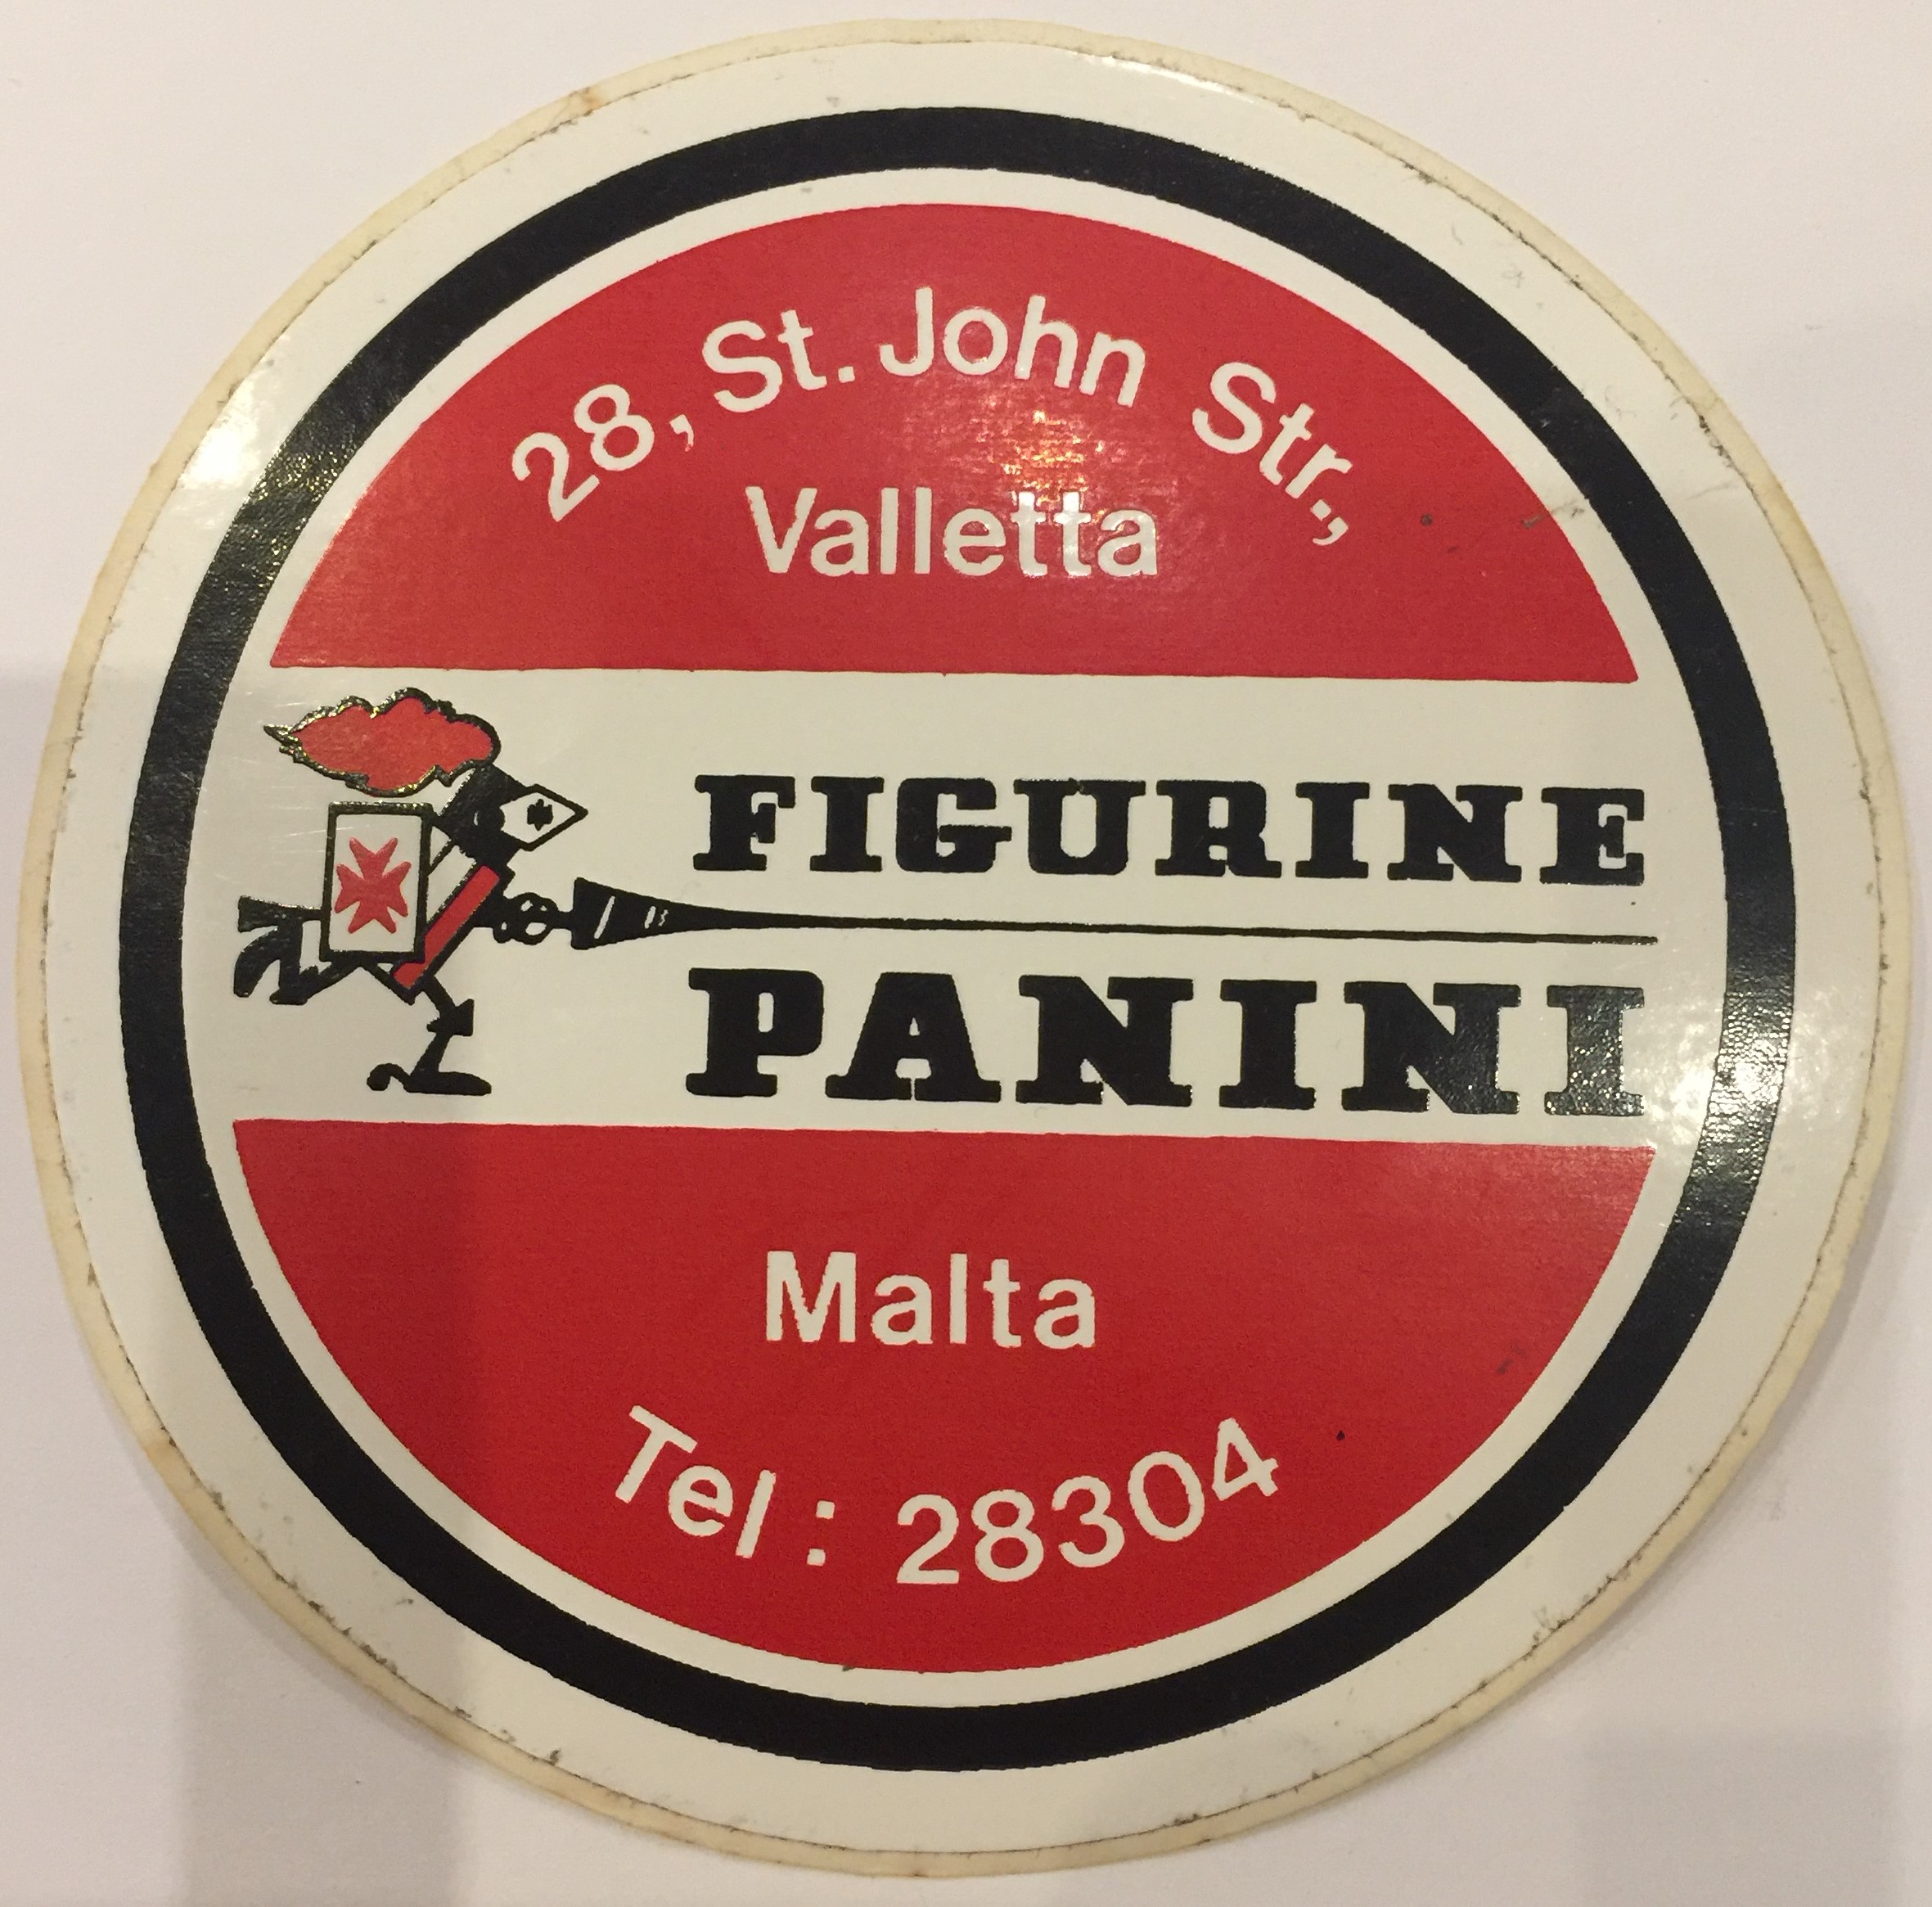 28, St. John Str.,
Valletta
FIGURINE
PANINI
Malta
Tel : 28304